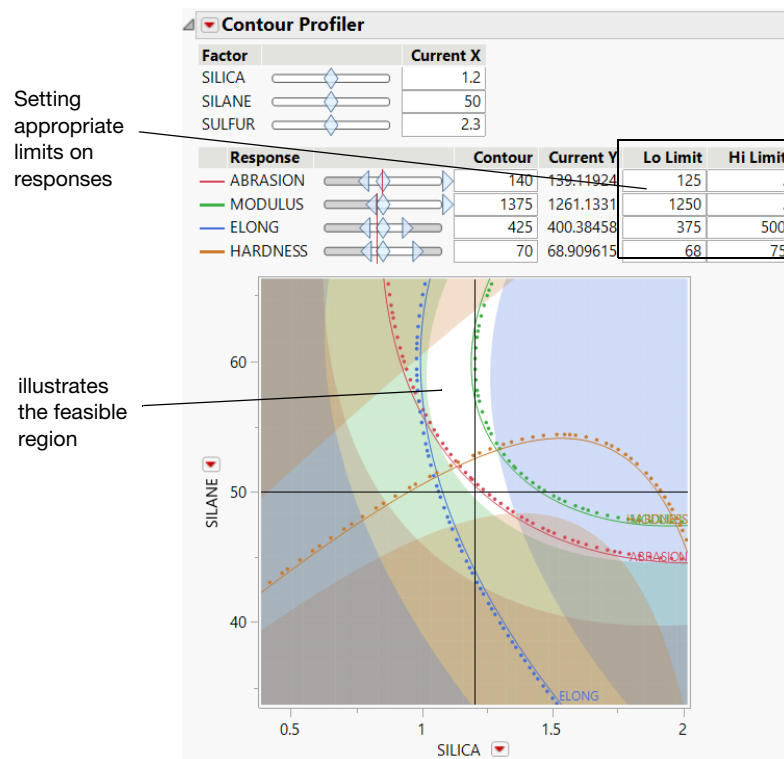 Contour Profiler
Factor Current X
SILICA 1.2
SILANE 50
SULFUR 2.3
Setting
appropriate
limits on
responses
Response Contour Current Y Lo Limit Hi Limit
ABRASION 140 139.11924 125 .
MODULUS 1375 1261.1331 1250 .
ELONG 425 400.38458 375 500
HARDNESS 70 68.909615 68 75
illustrates
the feasible
region
60
50
40
SILANE
ABRASION
ELONG
0.5 1 1.5 2
SILICA